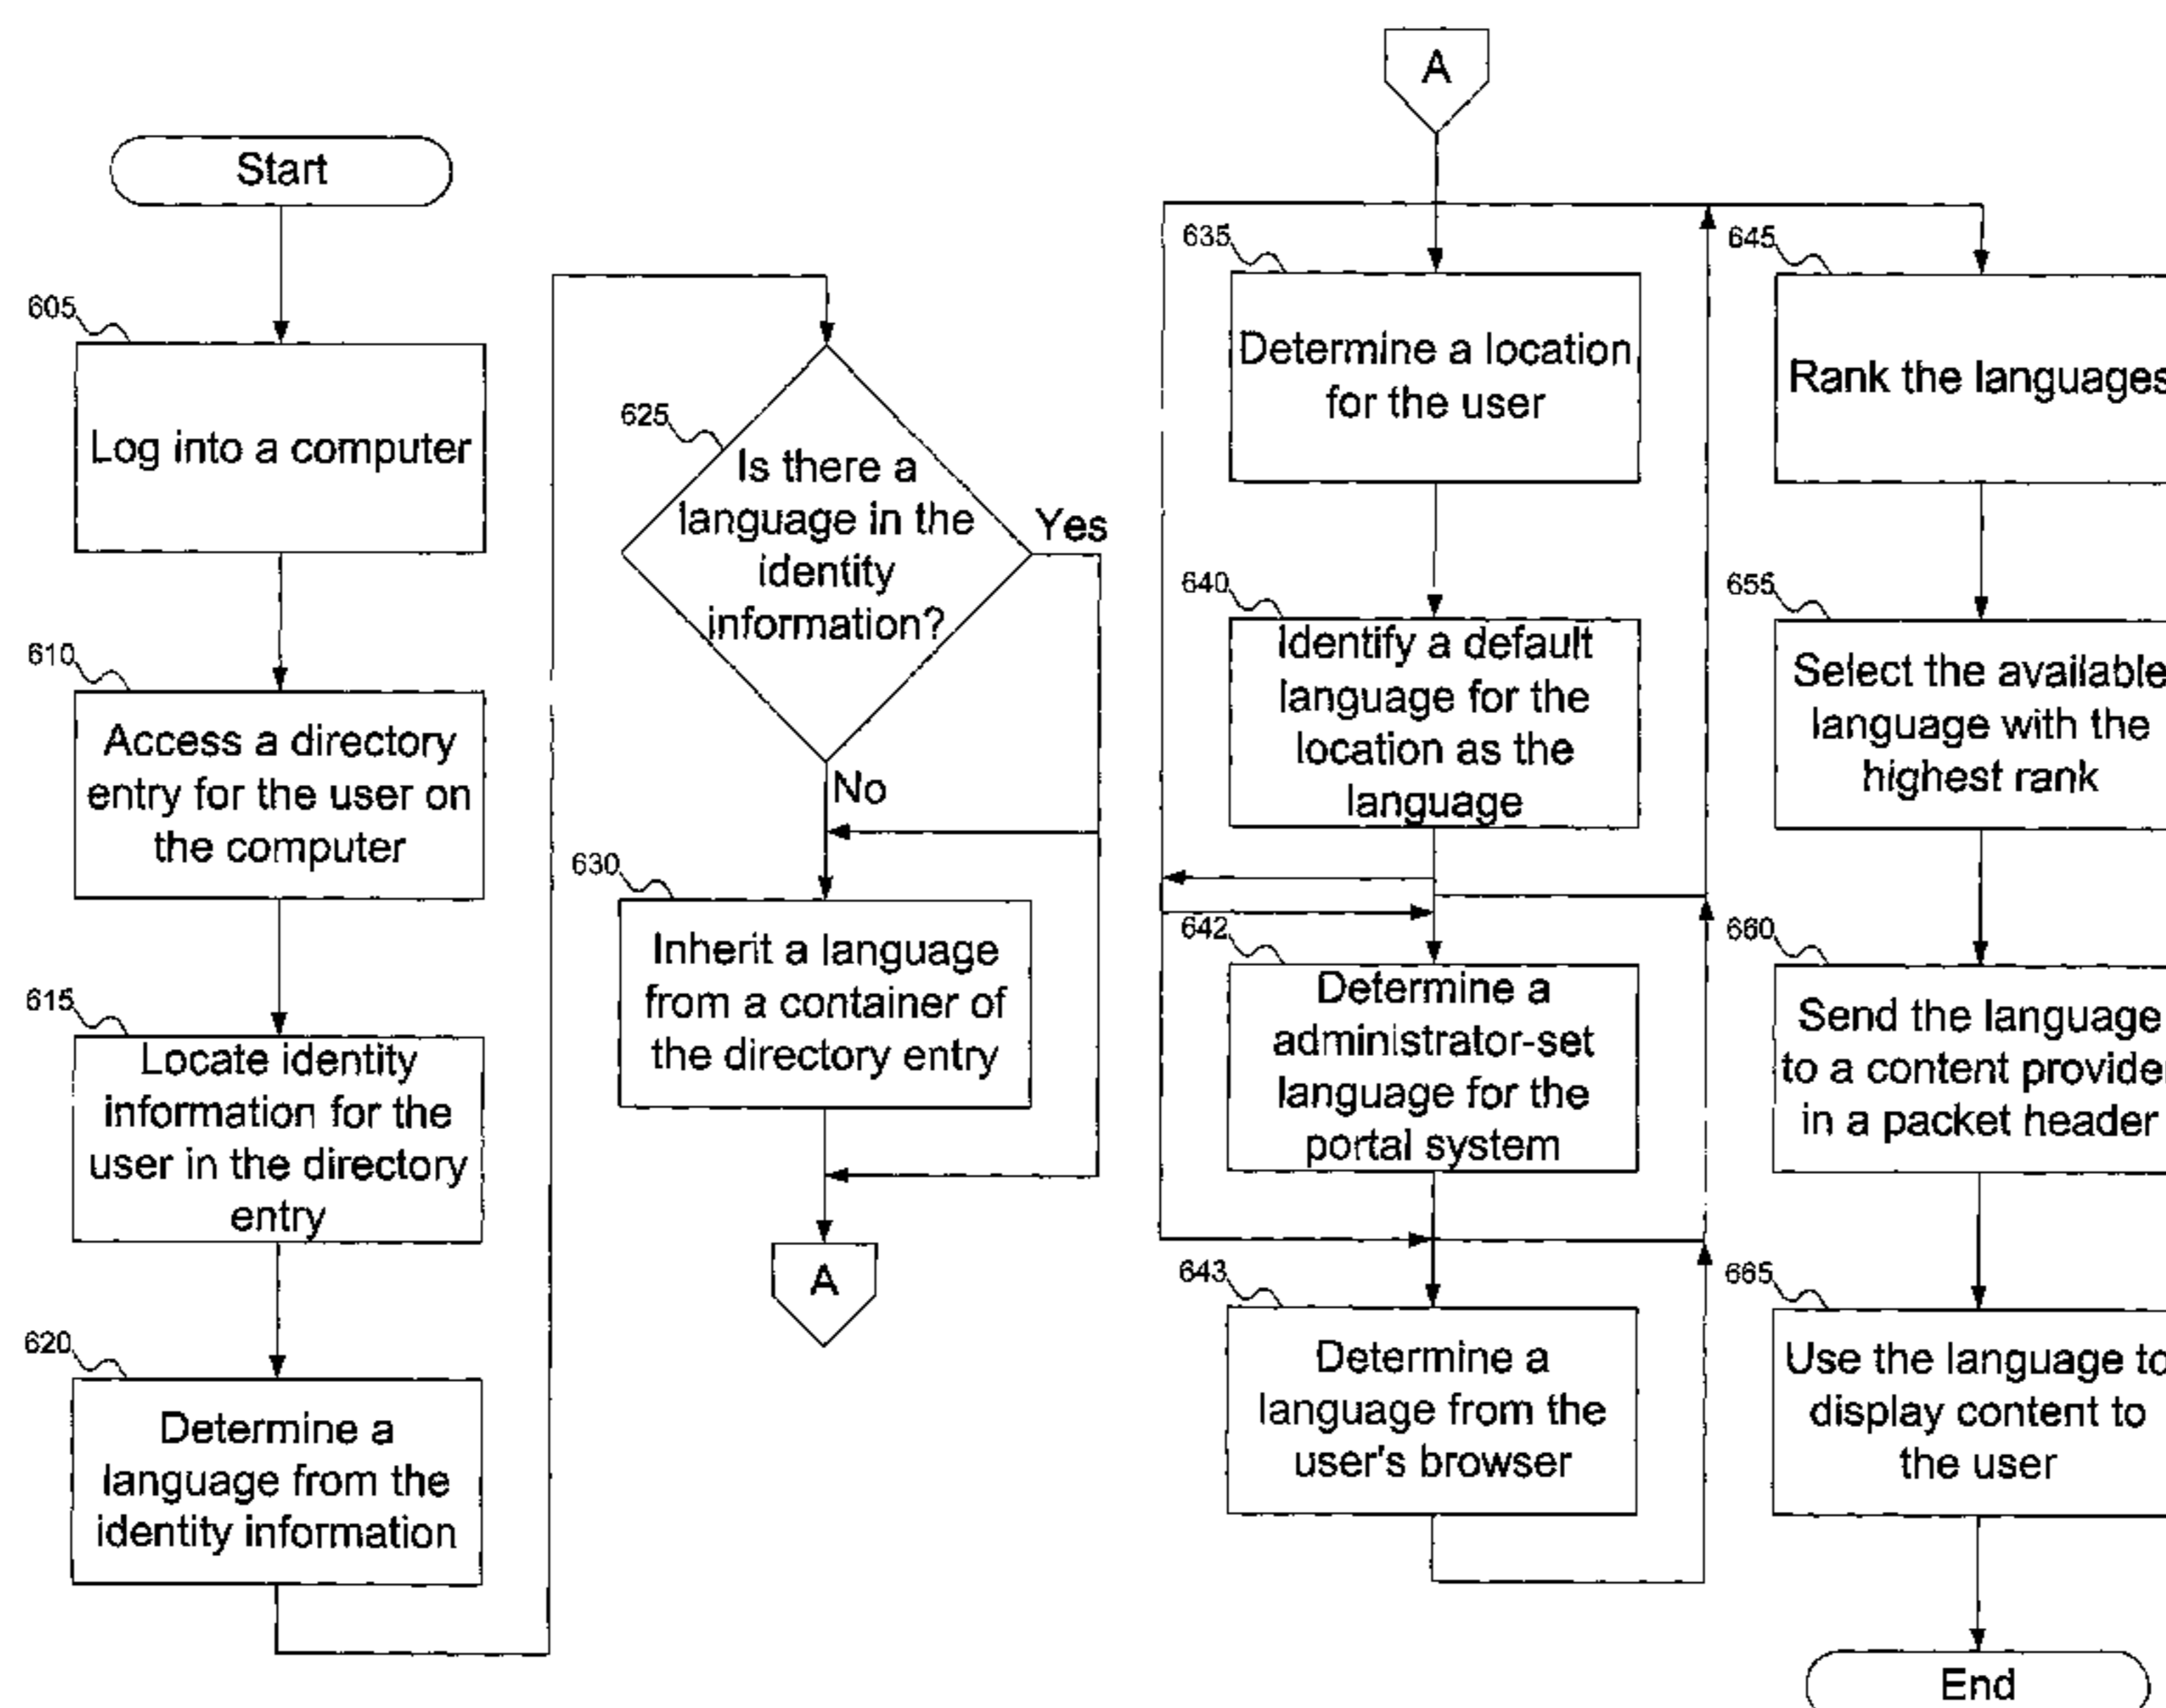 Start
605
Log into a computer
610
Access a directory
entry for the user on
the computer
615
Locate identity
information for the
user in the directory
entry
620
Determine a
language from the
identity information
625
Is there a
language in the
identity
information?
Yes
No
630
Inherit a language
from a container of
the directory entry
A
A
635
Determine a location
for the user
640
Identify a default
language for the
location as the
language
642
Determine a
administrator-set
language for the
portal system
643
Determine a
language from the
user's browser
645
Rank the languages
655
Select the available
language with the
highest rank
660
Send the language
to a content provider
in a packet header
665
Use the language to
display content to
the user
End